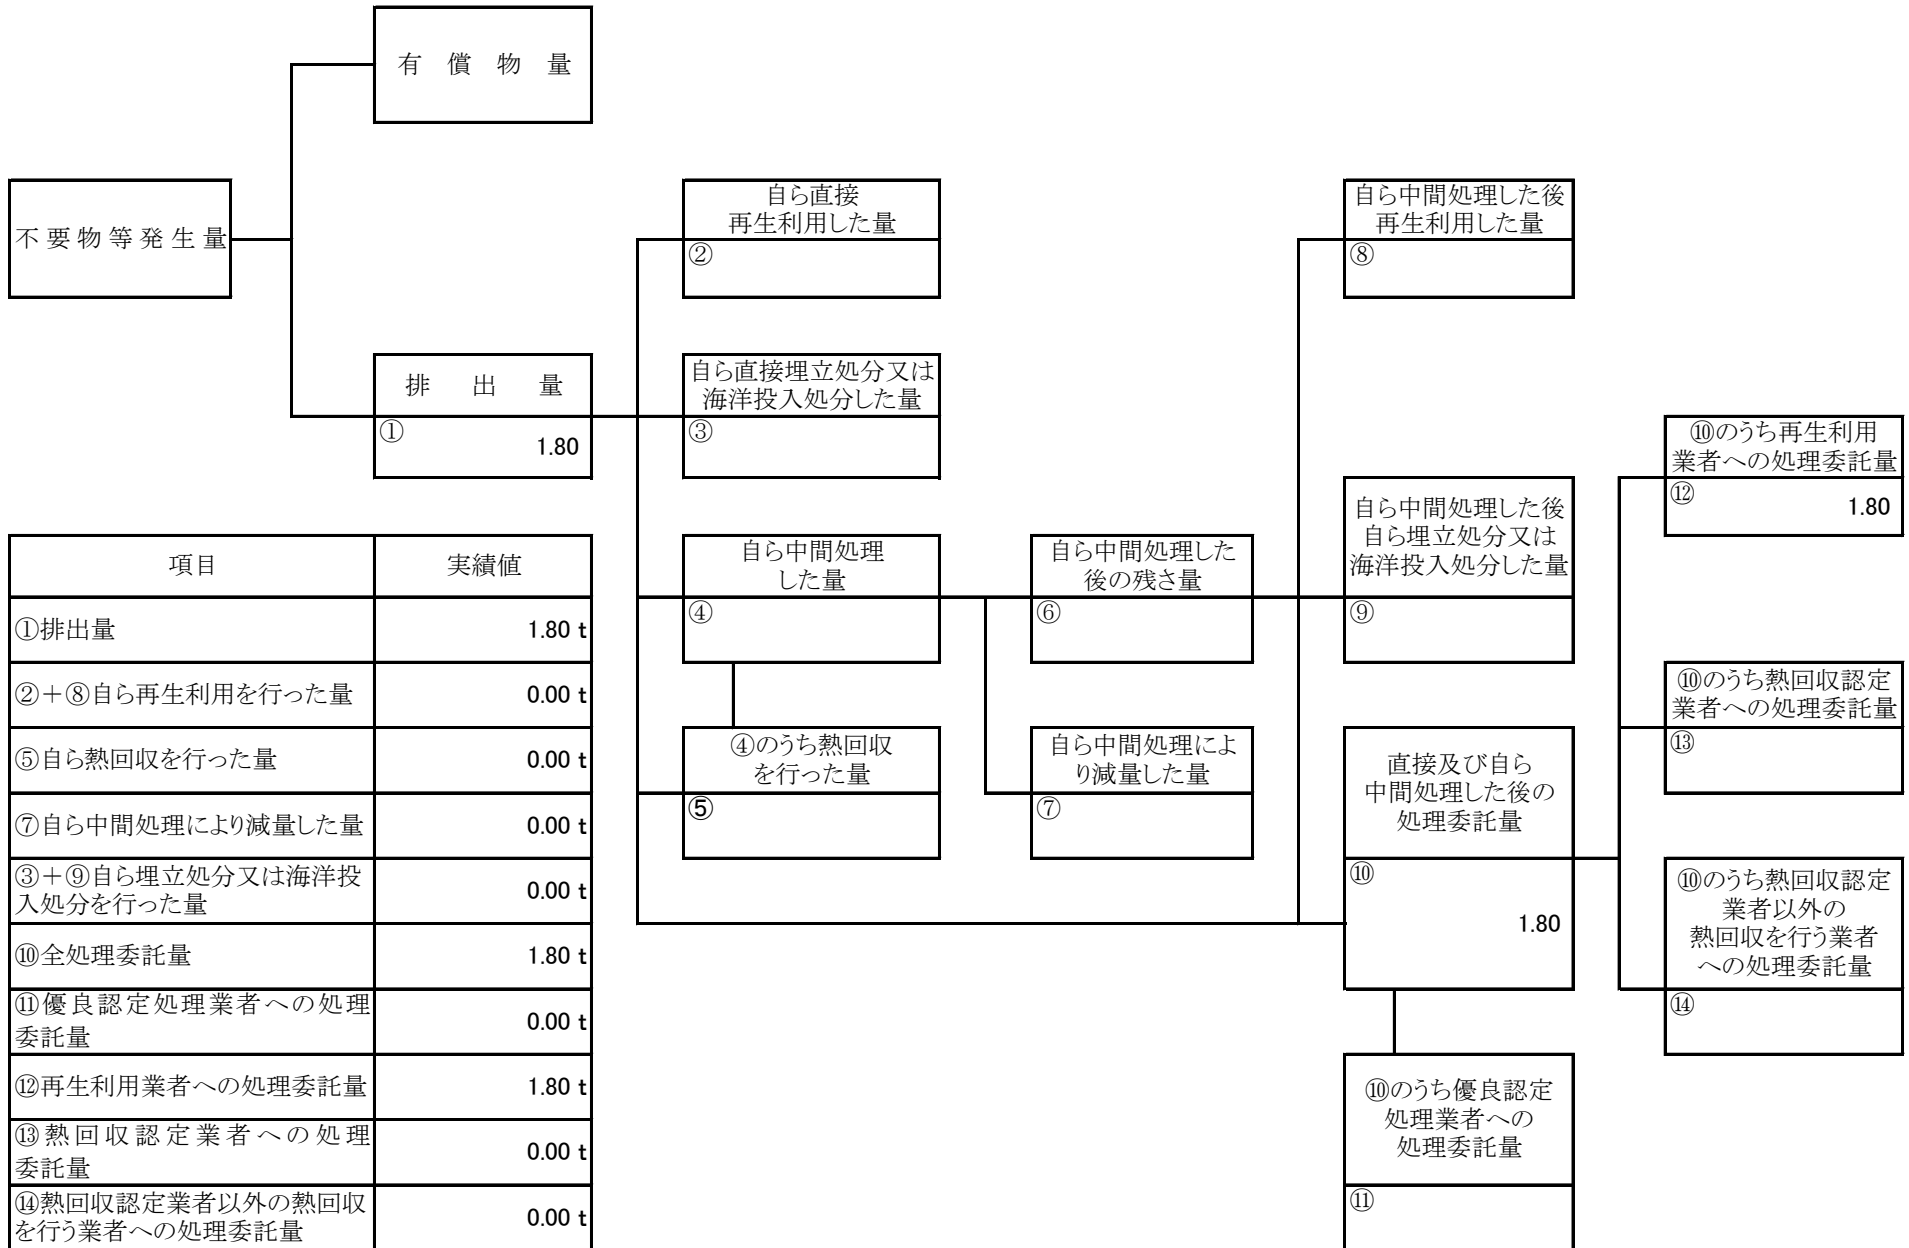 有 償 物 量
不 要 物 等 発 生 量
自ら直接
再生利用した量
②
自ら中間処理した後
再生利用した量
⑧
排 出 量
①
1.80
自ら直接埋立処分又は
海洋投入処分した量
③
⑩のうち再生利用
業者への処理委託量
⑫
1.80
自ら中間処理した後
自ら埋立処分又は
海洋投入処分した量
⑨
自ら中間処理
した量
④
自ら中間処理した
後の残さ量
⑥
⑩のうち熱回収認定
業者への処理委託量
⑬
④のうち熱回収
を行った量
⑤
自ら中間処理によ
り減量した量
⑦
直接及び自ら
中間処理した後の
処理委託量
⑩
1.80
⑩のうち熱回収認定
業者以外の
熱回収を行う業者
への処理委託量
⑭
⑩のうち優良認定
処理業者への
処理委託量
⑪
項目 実績値
①排出量 1.80 t
②+⑧自ら再生利用を行った量 0.00 t
⑤自ら熱回収を行った量 0.00 t
⑦自ら中間処理により減量した量 0.00 t
③+⑨自ら埋立処分又は海洋投
入処分を行った量 0.00 t
⑩全処理委託量 1.80 t
⑪優良認定処理業者への処理
委託量 0.00 t
⑫再生利用業者への処理委託量 1.80 t
⑬熱回収認定業者への処理
委託量 0.00 t
⑭熱回収認定業者以外の熱回収
を行う業者への処理委託量 0.00 t